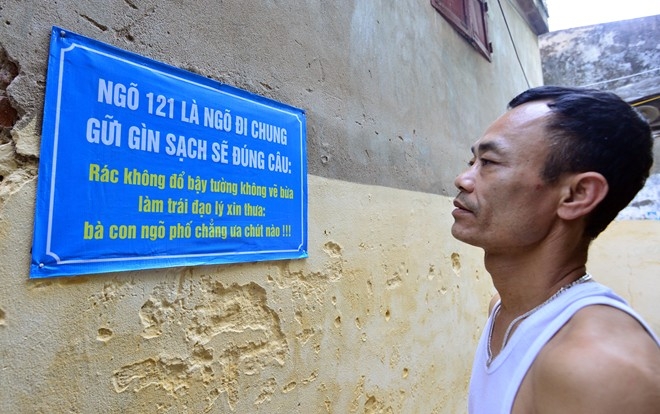 NGÕ 121 LÀ NGÕ ĐI CHUNG
GỮI GÌN SẠCH SẼ ĐÚNG CÂU:
Rác không đổ bậy tường không vẽ bừa
làm trái đạo lý xin thưa:
bà con ngõ phố chẳng ưa chút nào !!!